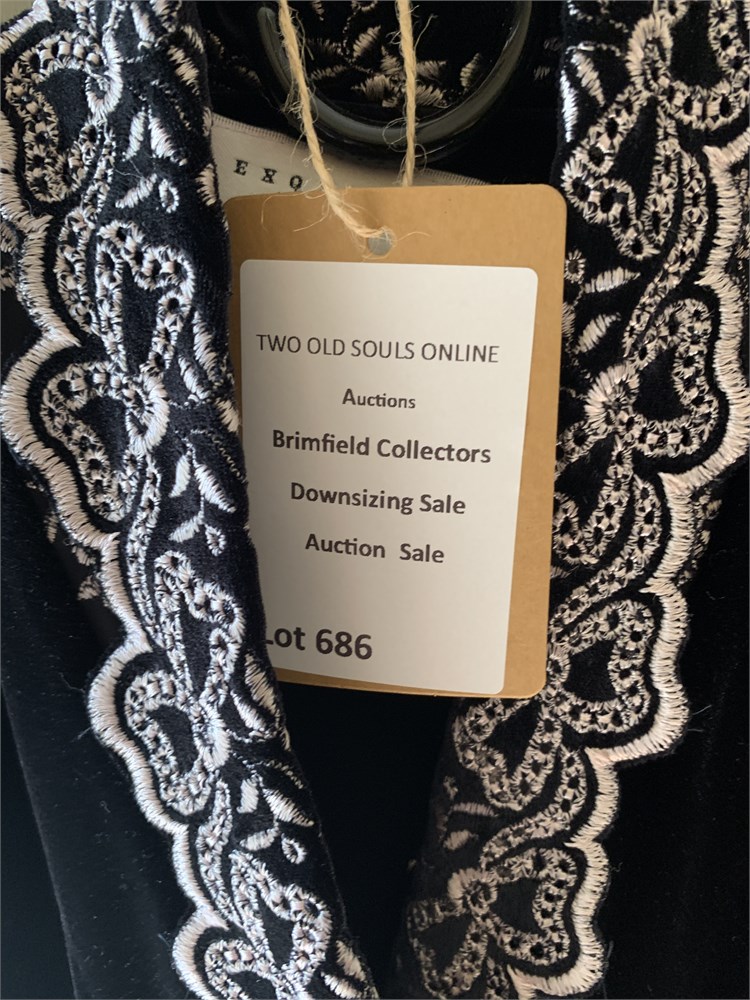 EXQ
TWO OLD SOULS ONLINE
Auctions
Brimfield Collectors
Downsizing Sale
Auction Sale
Lot 686